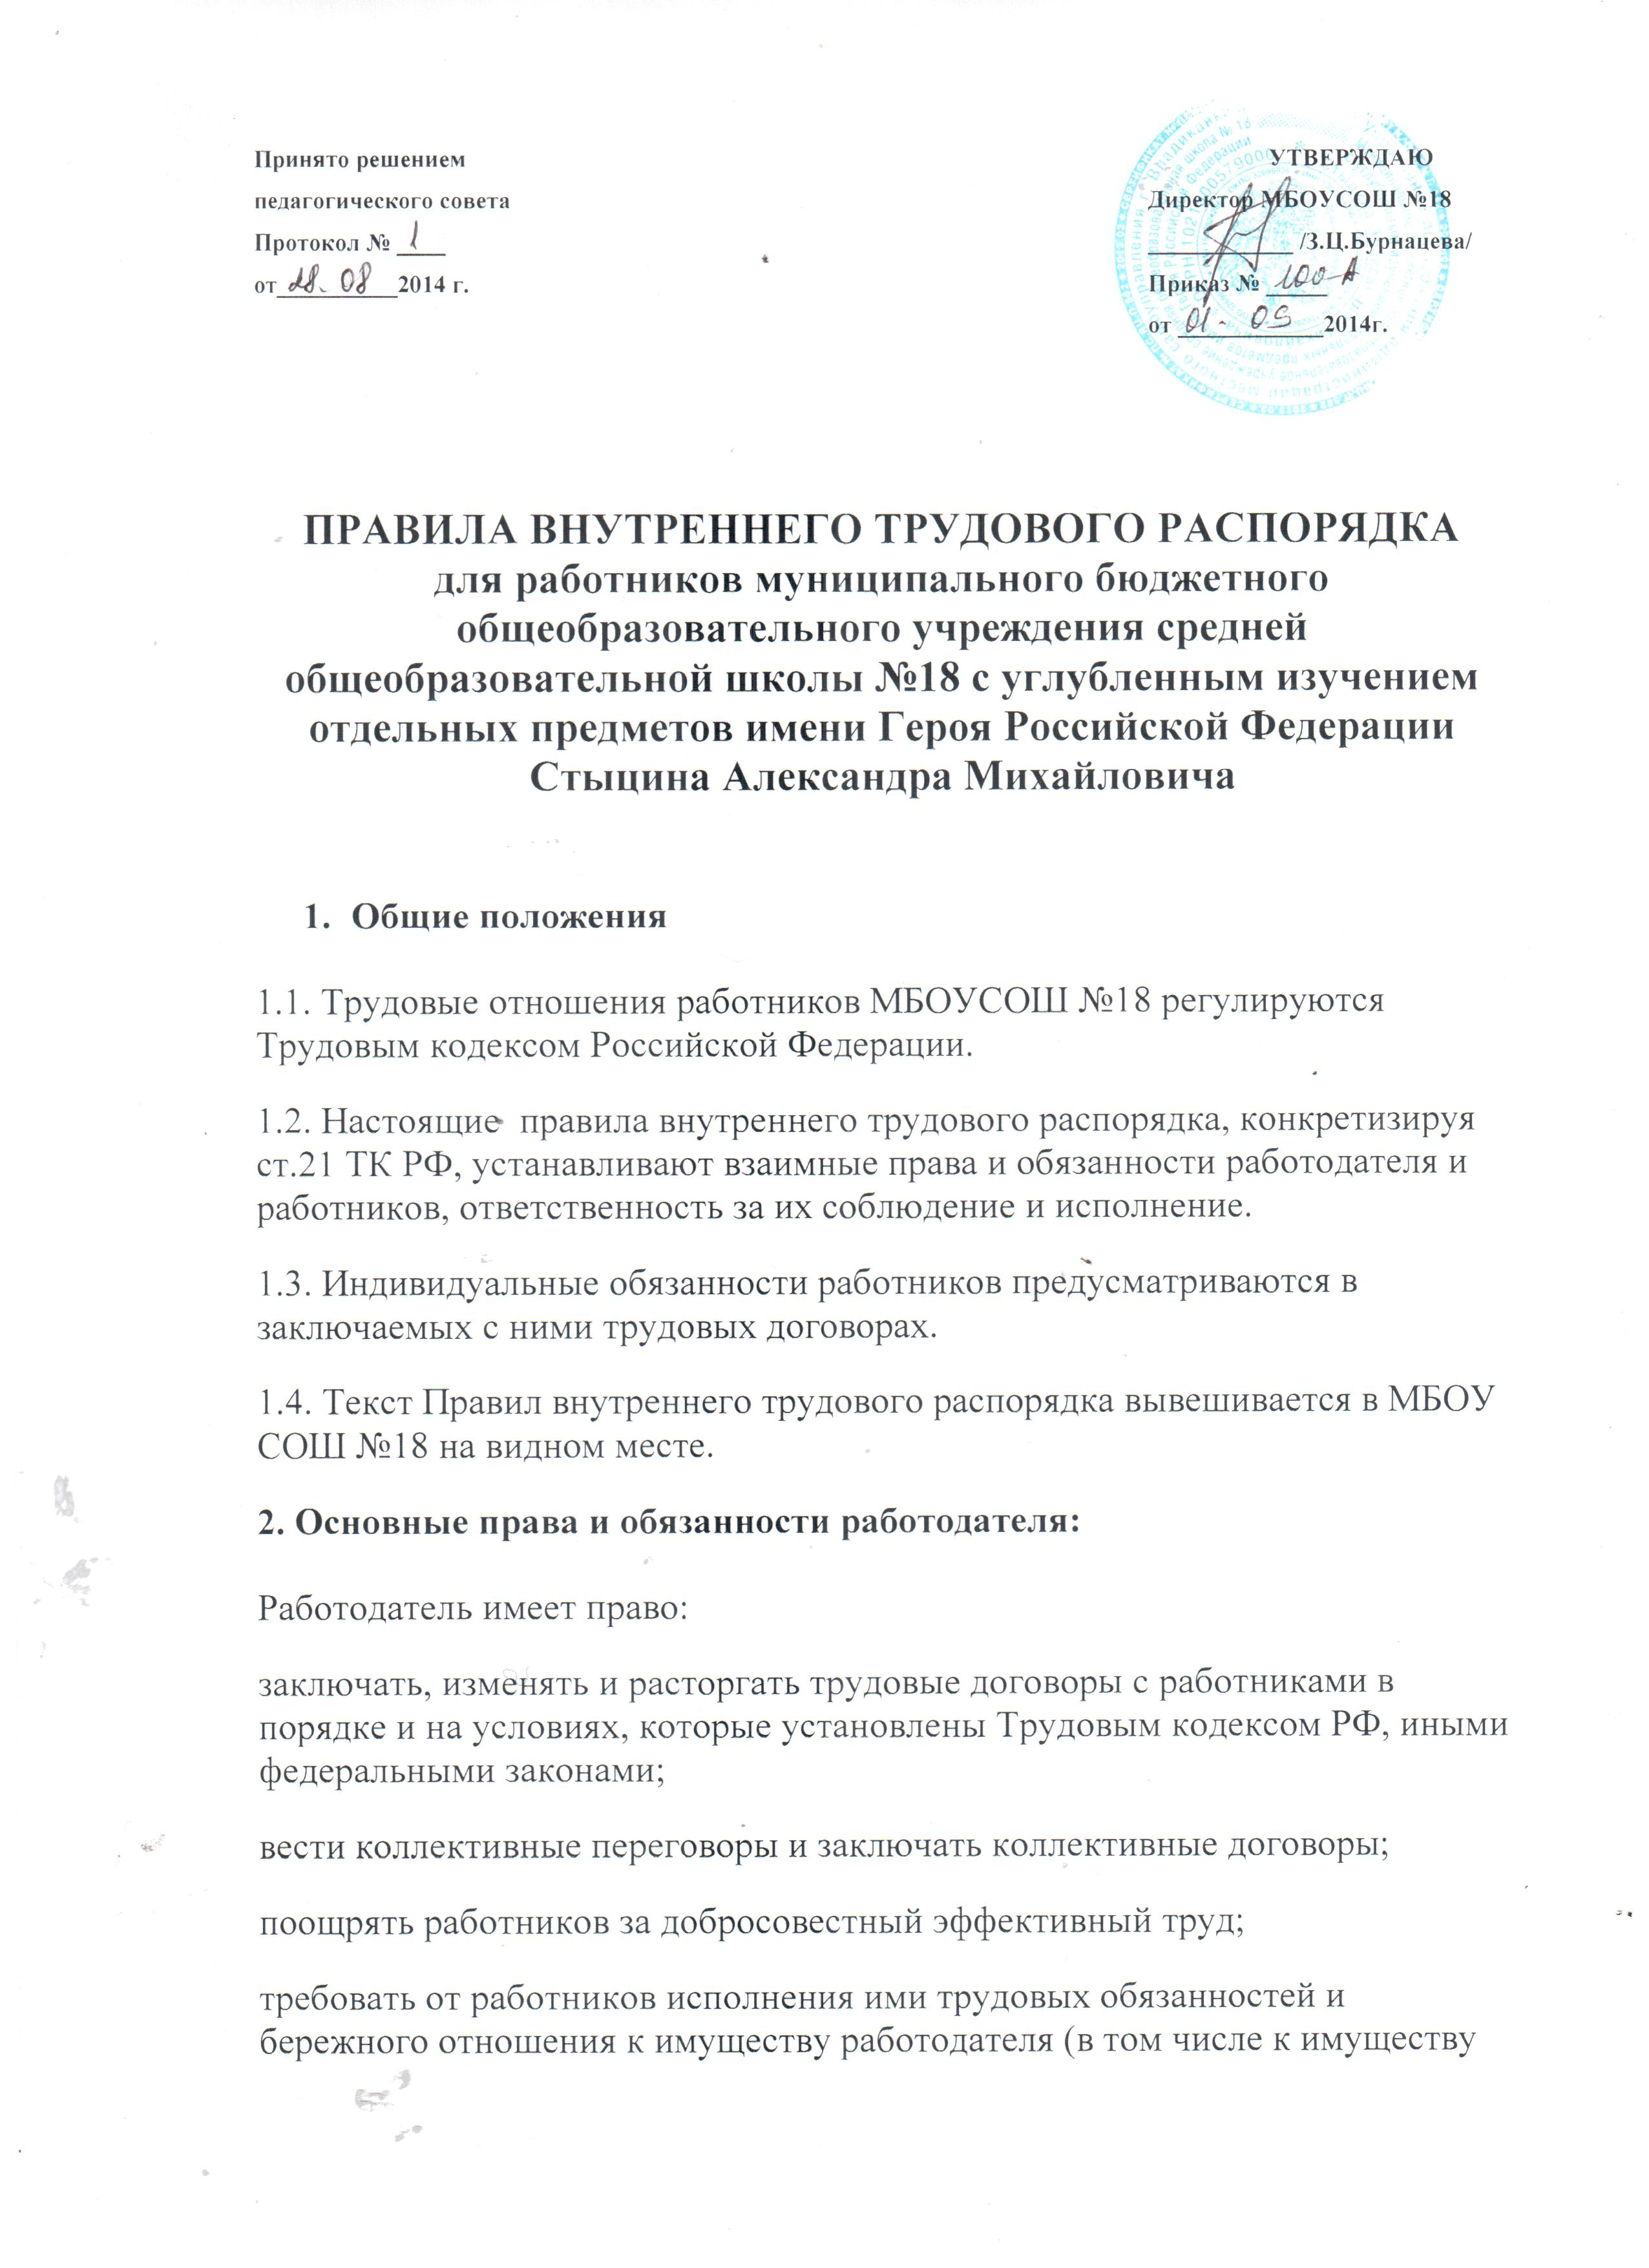 Принято решением
педагогического совета
Протокол № 1
от 28.08 2014 г.
УТВЕРЖДАЮ
Директор МБОУСОШ №18
/З.Ц.Бурнацева/
Приказ № 100-А
от 01-09 2014г.
ПРАВИЛА ВНУТРЕННЕГО ТРУДОВОГО РАСПОРЯДКА
для работников муниципального бюджетного
общеобразовательного учреждения средней
общеобразовательной школы №18 с углубленным изучением
отдельных предметов имени Героя Российской Федерации
Стыцина Александра Михайловича
1. Общие положения
1.1. Трудовые отношения работников МБОУСОШ №18 регулируются
Трудовым кодексом Российской Федерации.
1.2. Настоящие правила внутреннего трудового распорядка, конкретизируя
ст.21 ТК РФ, устанавливают взаимные права и обязанности работодателя и
работников, ответственность за их соблюдение и исполнение.
1.3. Индивидуальные обязанности работников предусматриваются в
заключаемых с ними трудовых договорах.
1.4. Текст Правил внутреннего трудового распорядка вывешивается в МБОУ
СОШ №18 на видном месте.
2. Основные права и обязанности работодателя:
Работодатель имеет право:
заключать, изменять и расторгать трудовые договоры с работниками в
порядке и на условиях, которые установлены Трудовым кодексом РФ, иными
федеральными законами;
вести коллективные переговоры и заключать коллективные договоры;
поощрять работников за добросовестный эффективный труд;
требовать от работников исполнения ими трудовых обязанностей и
бережного отношения к имуществу работодателя (в том числе к имуществу